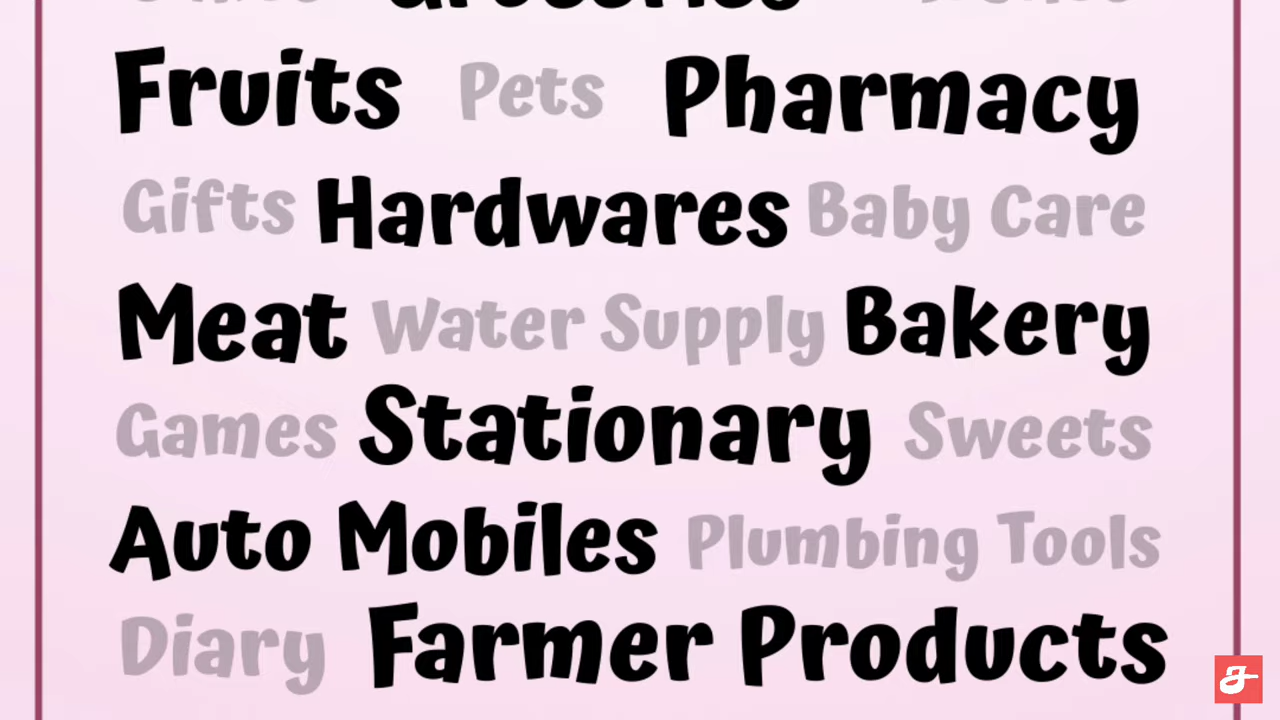 Groceries
Fruits Pets Pharmacy
Gifts Hardwares Baby Care
Meat Water Supply Bakery
Games Stationary Sweets
Auto Mobiles Plumbing Tools
Diary Farmer Products